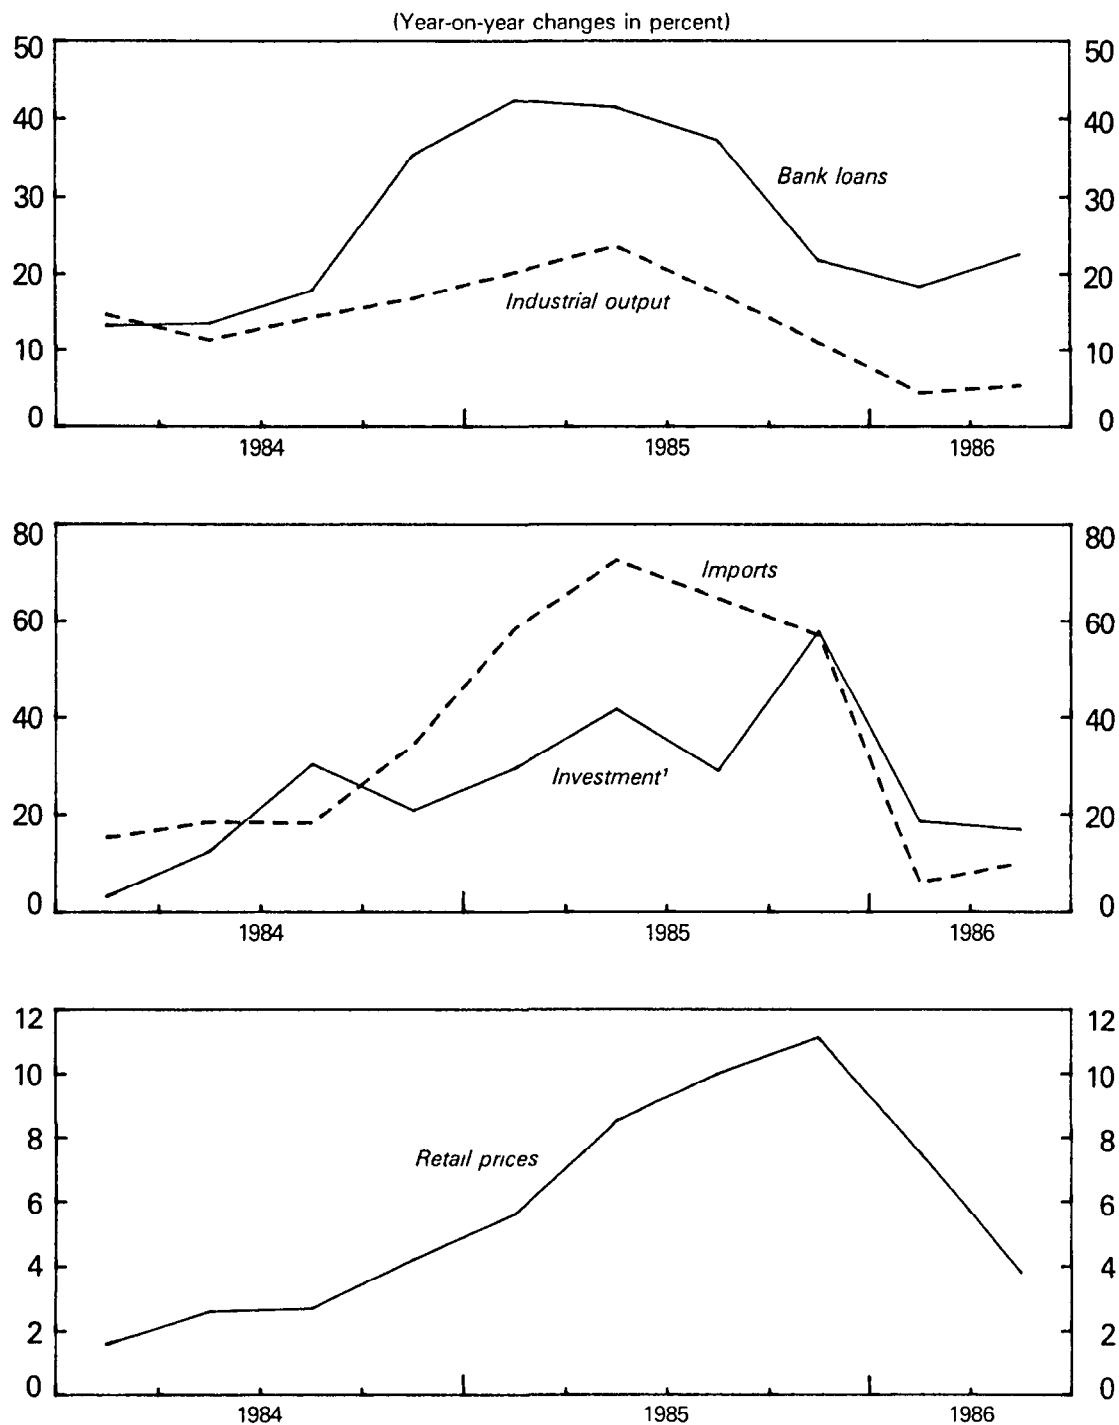 (Year-on-year changes in percent)
50 50
40 40
Bank loans
30 30
20 20
Industrial output
10 10
0 0
1984 1985 1986
80 80
Imports
60 60
40 40
Investment¹
20 20
0 0
1984 1985 1986
12 12
10 10
8 8
Retail prices
6 6
4 4
2 2
0 0
1984 1985 1986